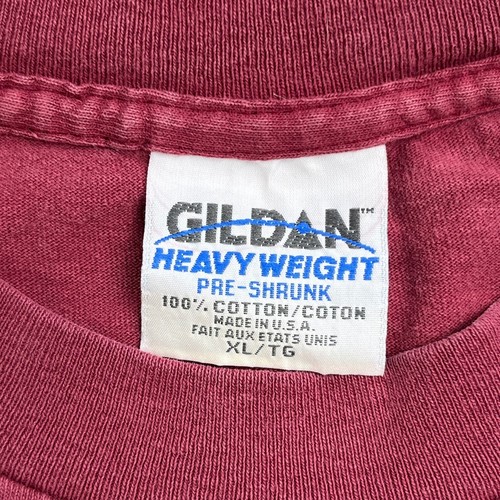 GILDAN™
HEAVY WEIGHT
PRE-SHRUNK
100% COTTON/COTON
MADE IN U.S.A.
FAIT AUX ETATS UNIS
XL/TG